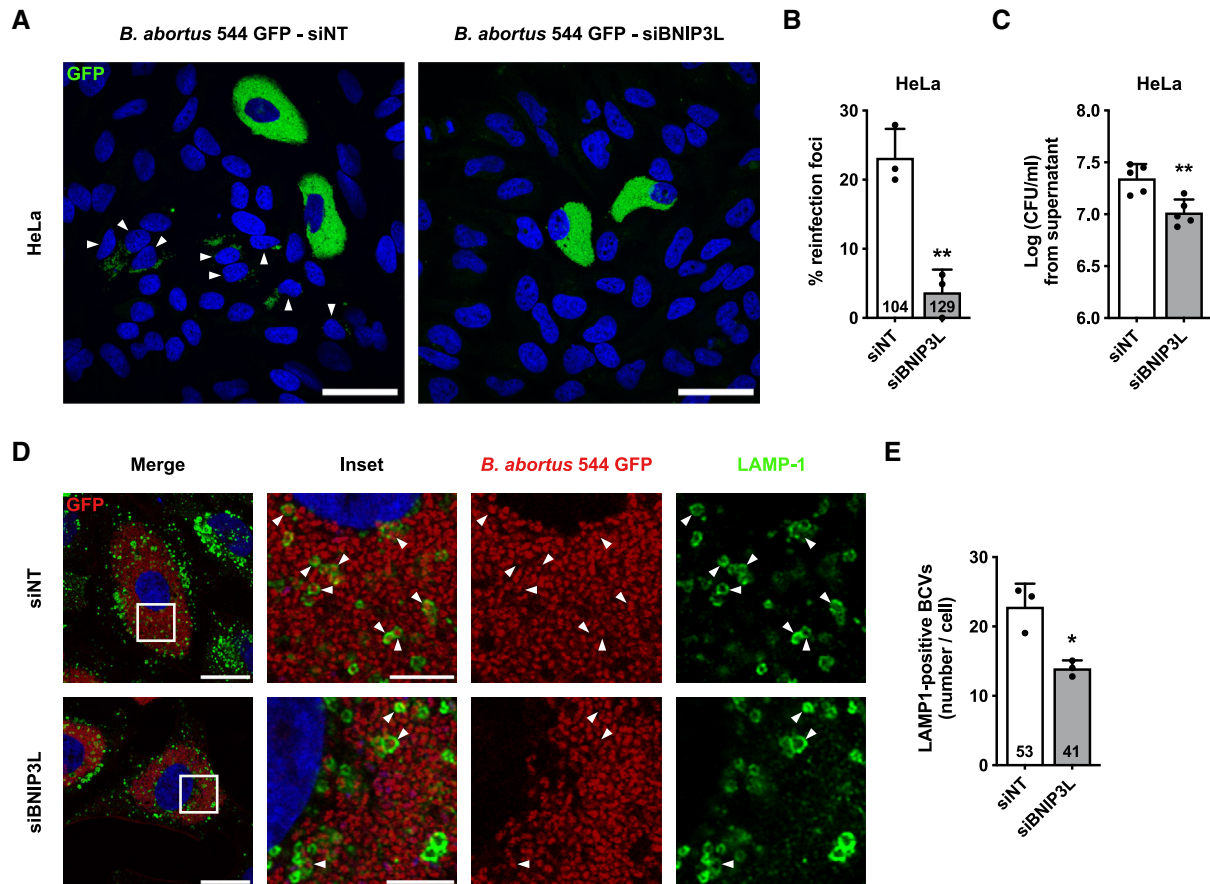 A
B. abortus 544 GFP - siNT
B. abortus 544 GFP - siBNIP3L
GFP
HeLa
B
HeLa
% reinfection foci
30
20
10
0
104
129
**
siNT
siBNIP3L
C
HeLa
Log (CFU/ml)
from supernatant
8.0
7.5
7.0
6.5
6.0
**
siNT
siBNIP3L
D
Merge
Inset
B. abortus 544 GFP
LAMP-1
GFP
siNT
siBNIP3L
E
LAMP1-positive BCVs
(number / cell)
30
20
10
0
53
41
*
siNT
siBNIP3L